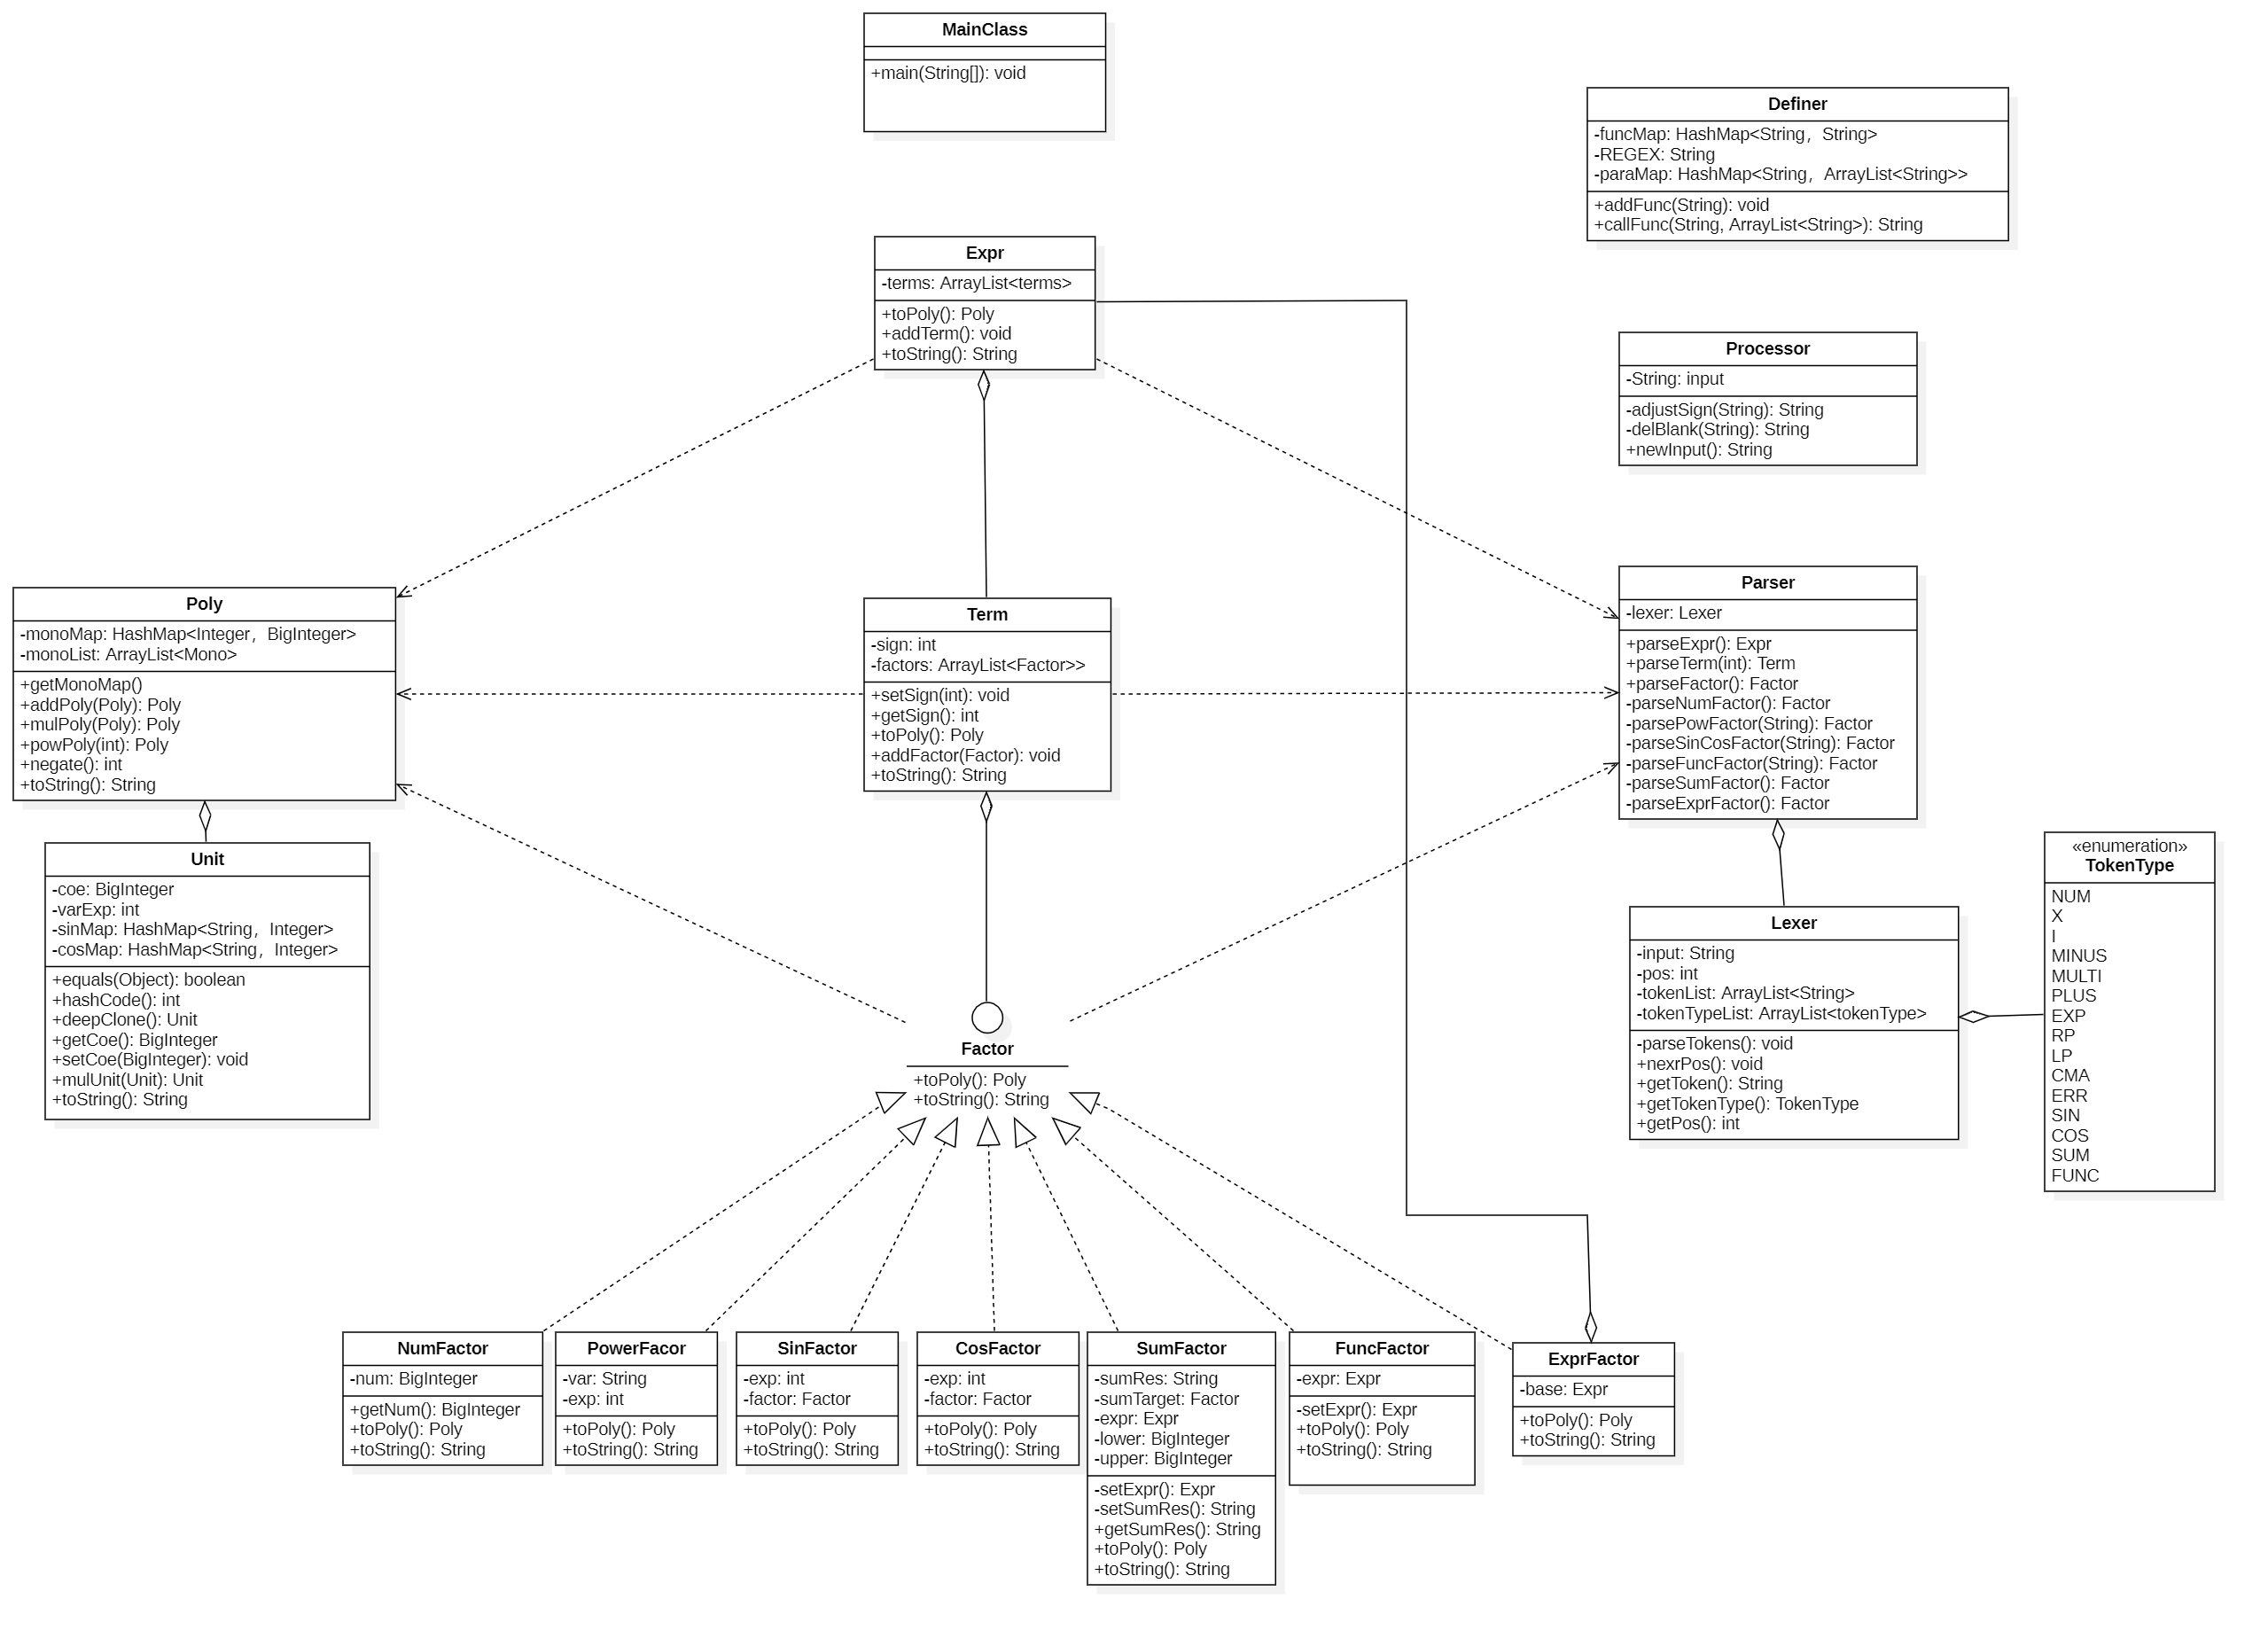 MainClass
+main(String[]): void
Definer
-funcMap: HashMap<String，String>
-REGEX: String
-paraMap: HashMap<String，ArrayList<String>>
+addFunc(String): void
+callFunc(String, ArrayList<String>): String
Expr
-terms: ArrayList<terms>
+toPoly(): Poly
+addTerm(): void
+toString(): String
Processor
-String: input
-adjustSign(String): String
-delBlank(String): String
+newInput(): String
Poly
-monoMap: HashMap<Integer，BigInteger>
-monoList: ArrayList<Mono>
+getMonoMap()
+addPoly(Poly): Poly
+mulPoly(Poly): Poly
+powPoly(int): Poly
+negate(): int
+toString(): String
Term
-sign: int
-factors: ArrayList<Factor>>
+setSign(int): void
+getSign(): int
+toPoly(): Poly
+addFactor(Factor): void
+toString(): String
Parser
-lexer: Lexer
+parseExpr(): Expr
+parseTerm(int): Term
+parseFactor(): Factor
-parseNumFactor(): Factor
-parsePowFactor(String): Factor
-parseSinCosFactor(String): Factor
-parseFuncFactor(String): Factor
-parseSumFactor(): Factor
-parseExprFactor(): Factor
Unit
-coe: BigInteger
-varExp: int
-sinMap: HashMap<String，Integer>
-cosMap: HashMap<String，Integer>
+equals(Object): boolean
+hashCode(): int
+deepClone(): Unit
+getCoe(): BigInteger
+setCoe(BigInteger): void
+mulUnit(Unit): Unit
+toString(): String
Factor
+toPoly(): Poly
+toString(): String
Lexer
-input: String
-pos: int
-tokenList: ArrayList<String>
-tokenTypeList: ArrayList<tokenType>
-parseTokens(): void
+nexrPos(): void
+getToken(): String
+getTokenType(): TokenType
+getPos(): int
«enumeration»
TokenType
NUM
X
I
MINUS
MULTI
PLUS
EXP
RP
LP
CMA
ERR
SIN
COS
SUM
FUNC
NumFactor
-num: BigInteger
+getNum(): BigInteger
+toPoly(): Poly
+toString(): String
PowerFacor
-var: String
-exp: int
+toPoly(): Poly
+toString(): String
SinFactor
-exp: int
-factor: Factor
+toPoly(): Poly
+toString(): String
CosFactor
-exp: int
-factor: Factor
+toPoly(): Poly
+toString(): String
SumFactor
-sumRes: String
-sumTarget: Factor
-expr: Expr
-lower: BigInteger
-upper: BigInteger
-setExpr(): Expr
-setSumRes(): String
+getSumRes(): String
+toPoly(): Poly
+toString(): String
FuncFactor
-expr: Expr
-setExpr(): Expr
+toPoly(): Poly
+toString(): String
ExprFactor
-base: Expr
+toPoly(): Poly
+toString(): String